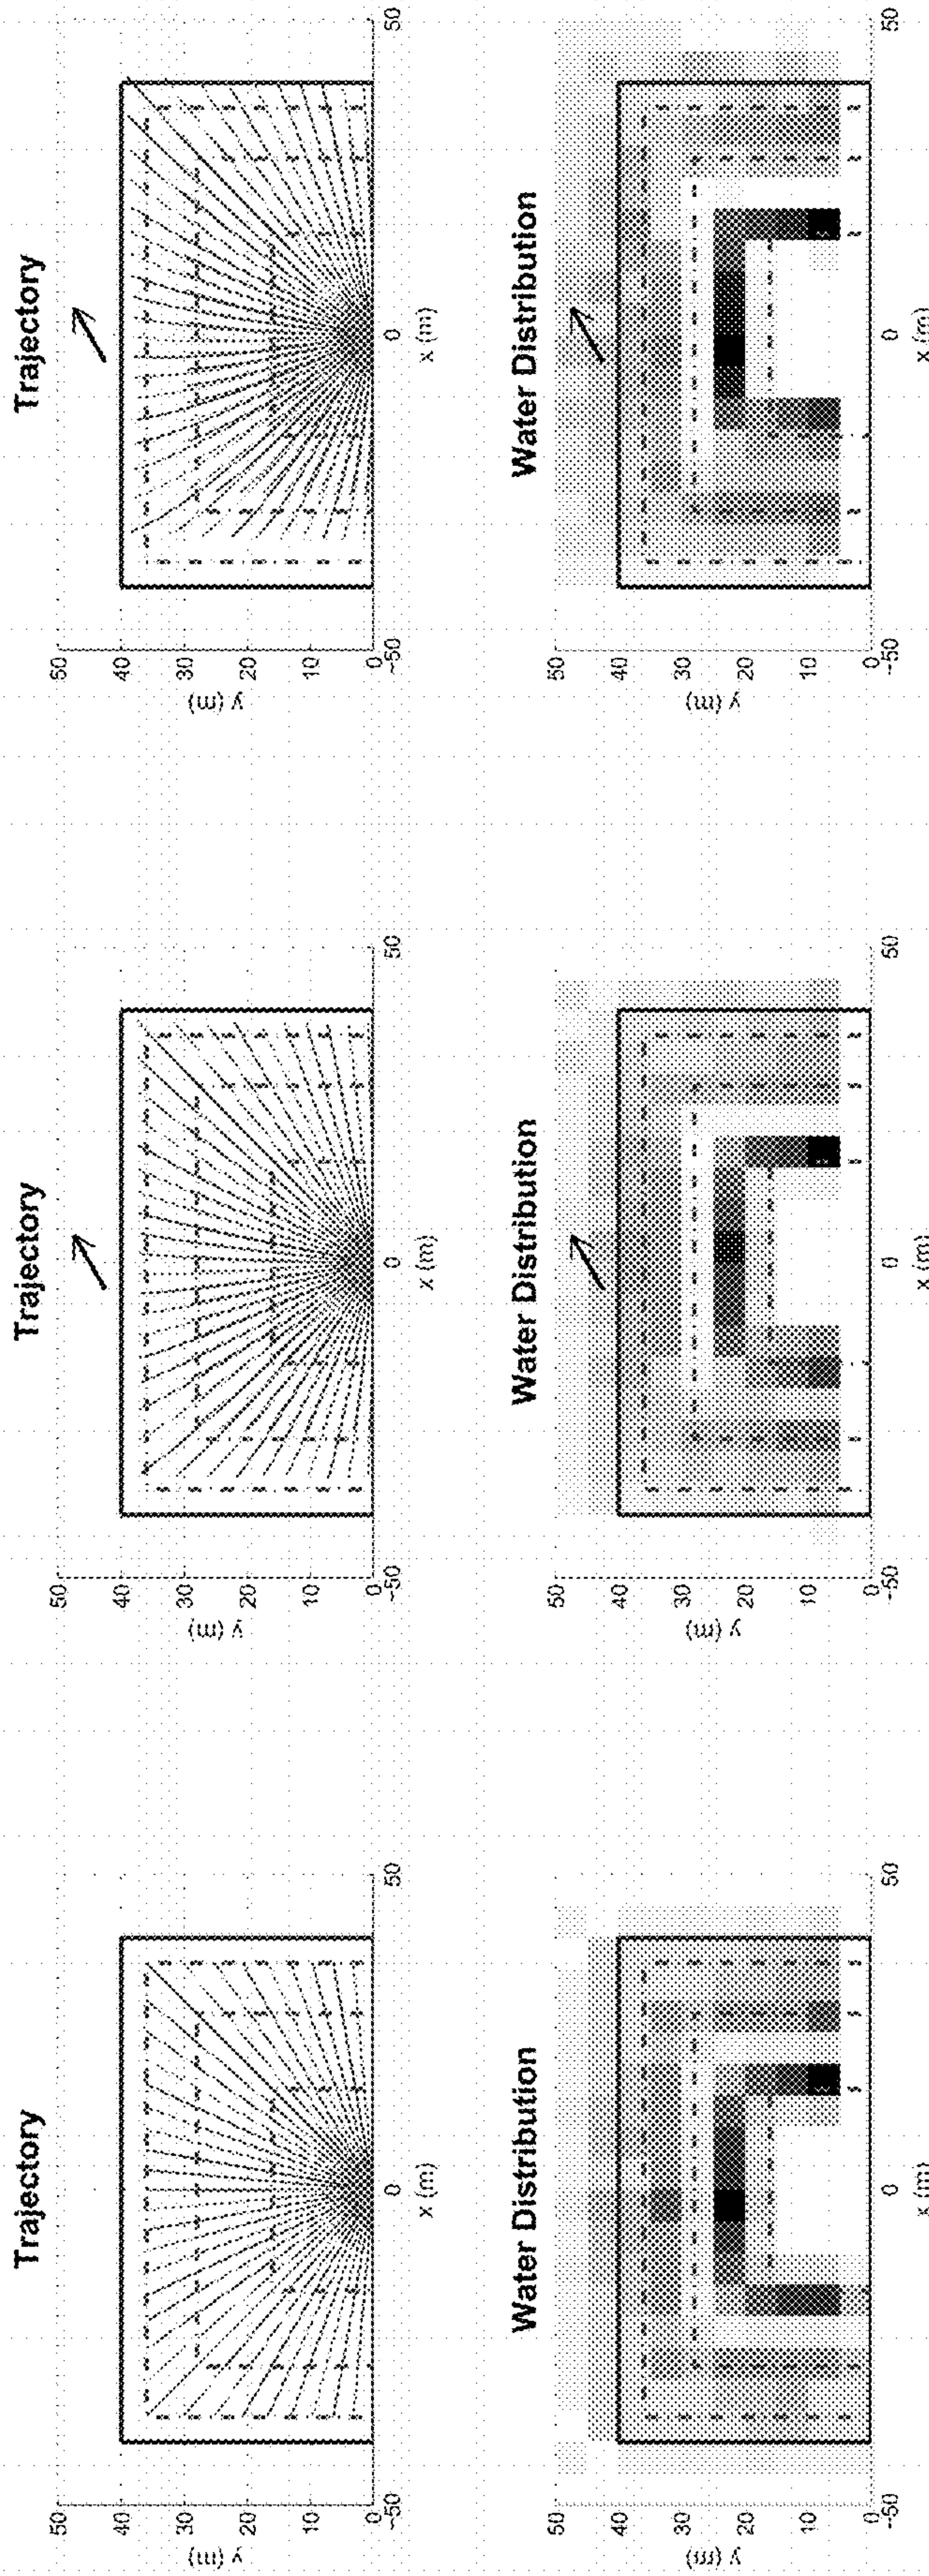 Trajectory Trajectory Trajectory
50 50 50
40 40 40
30 30 30
20 20 20
10 10 10
0 0 0
y (m) y (m) y (m)
-50 0 50 -50 0 50 -50 0 50
x (m) x (m) x (m)
Water Distribution Water Distribution Water Distribution
50 50 50
40 40 40
30 30 30
20 20 20
10 10 10
0 0 0
y (m) y (m) y (m)
-50 0 50 -50 0 50 -50 0 50
x (m) x (m) x (m)